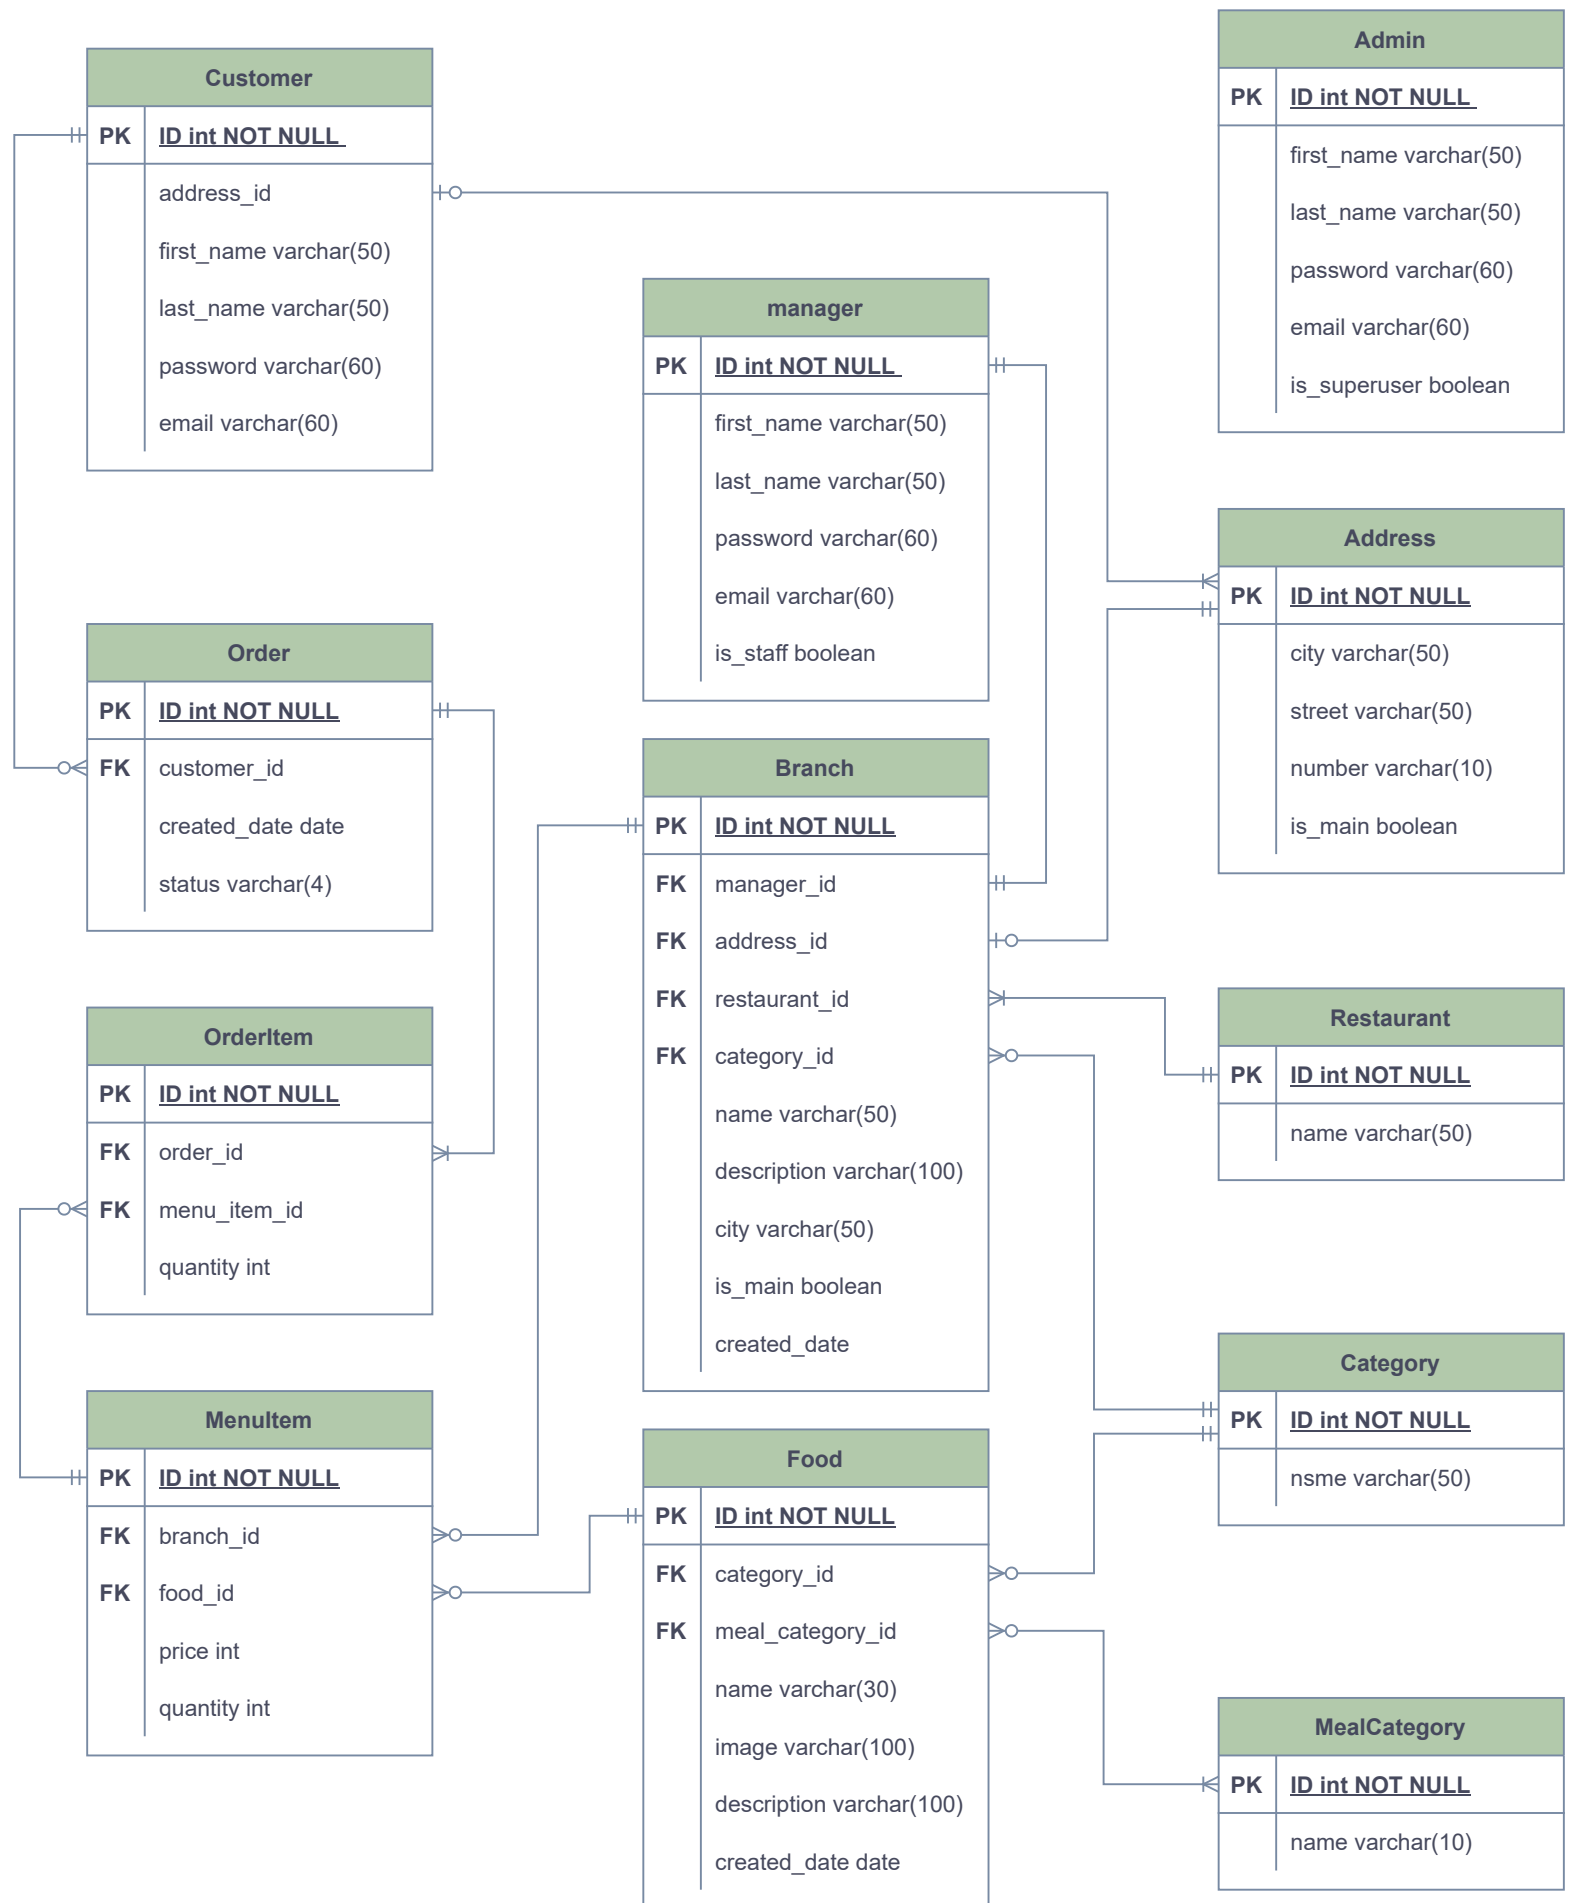 Customer
PK ID int NOT NULL
address_id
first_name varchar(50)
last_name varchar(50)
password varchar(60)
email varchar(60)
Order
PK ID int NOT NULL
FK customer_id
created_date date
status varchar(4)
OrderItem
PK ID int NOT NULL
FK order_id
FK menu_item_id
quantity int
MenuItem
PK ID int NOT NULL
FK branch_id
FK food_id
price int
quantity int
manager
PK ID int NOT NULL
first_name varchar(50)
last_name varchar(50)
password varchar(60)
email varchar(60)
is_staff boolean
Branch
PK ID int NOT NULL
FK manager_id
FK address_id
FK restaurant_id
FK category_id
name varchar(50)
description varchar(100)
city varchar(50)
is_main boolean
created_date
Food
PK ID int NOT NULL
FK category_id
FK meal_category_id
name varchar(30)
image varchar(100)
description varchar(100)
created_date date
Admin
PK ID int NOT NULL
first_name varchar(50)
last_name varchar(50)
password varchar(60)
email varchar(60)
is_superuser boolean
Address
PK ID int NOT NULL
city varchar(50)
street varchar(50)
number varchar(10)
is_main boolean
Restaurant
PK ID int NOT NULL
name varchar(50)
Category
PK ID int NOT NULL
nsme varchar(50)
MealCategory
PK ID int NOT NULL
name varchar(10)